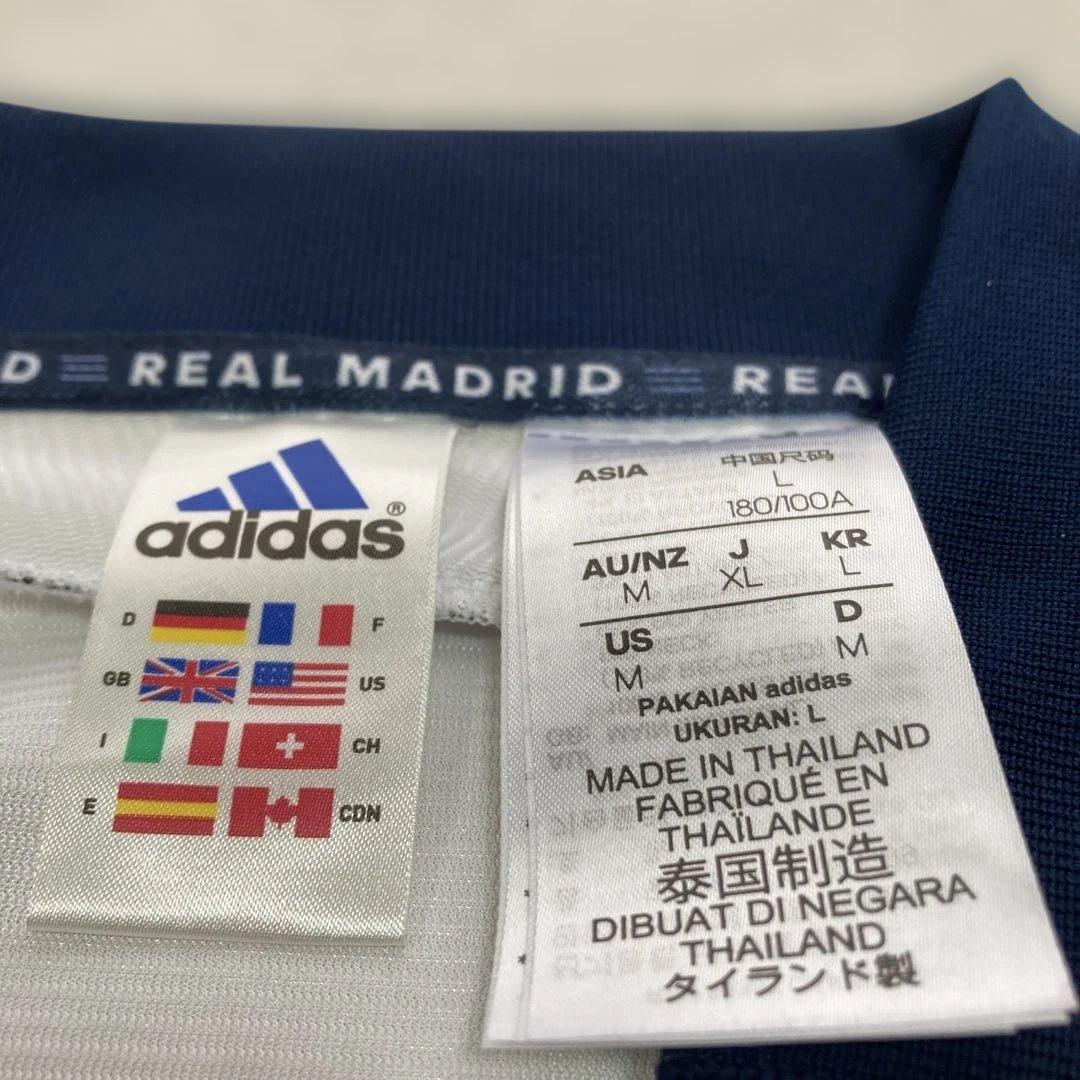 D REAL MADRID REA
adidas®
D F
GB US
I CH
E CDN
ASIA 中国尺码
L
180/100A
AU/NZ J KR
M XL L
US D
M M
PAKAIAN adidas
UKURAN: L
MADE IN THAILAND
FABRIQUÉ EN
THAÏLANDE
泰国制造
DIBUAT DI NEGARA
THAILAND
タイランド製